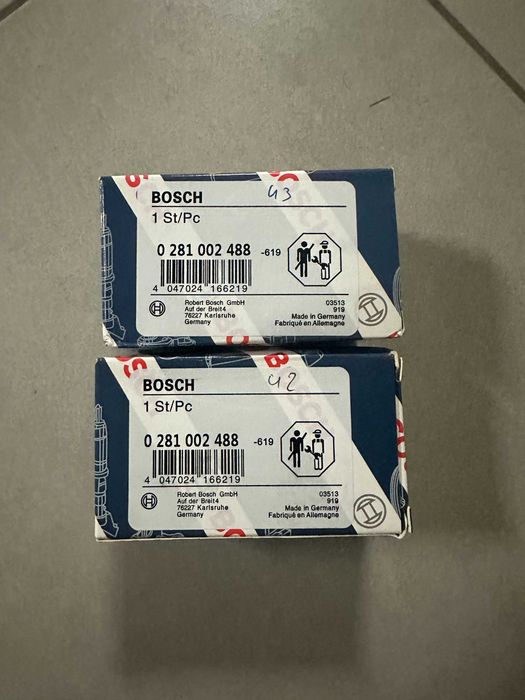 BOSCH 43
1 St/Pc
0 281 002 488 -619
4 047024 166219
Robert Bosch GmbH
Auf der Breit4
76227 Karlsruhe
Germany
03513
919
Made in Germany
Fabriqué en Allemagne
BOSCH 42
1 St/Pc
0 281 002 488 -619
4 047024 166219
Robert Bosch GmbH
Auf der Breit4
76227 Karlsruhe
Germany
03513
919
Made in Germany
Fabriqué en Allemagne